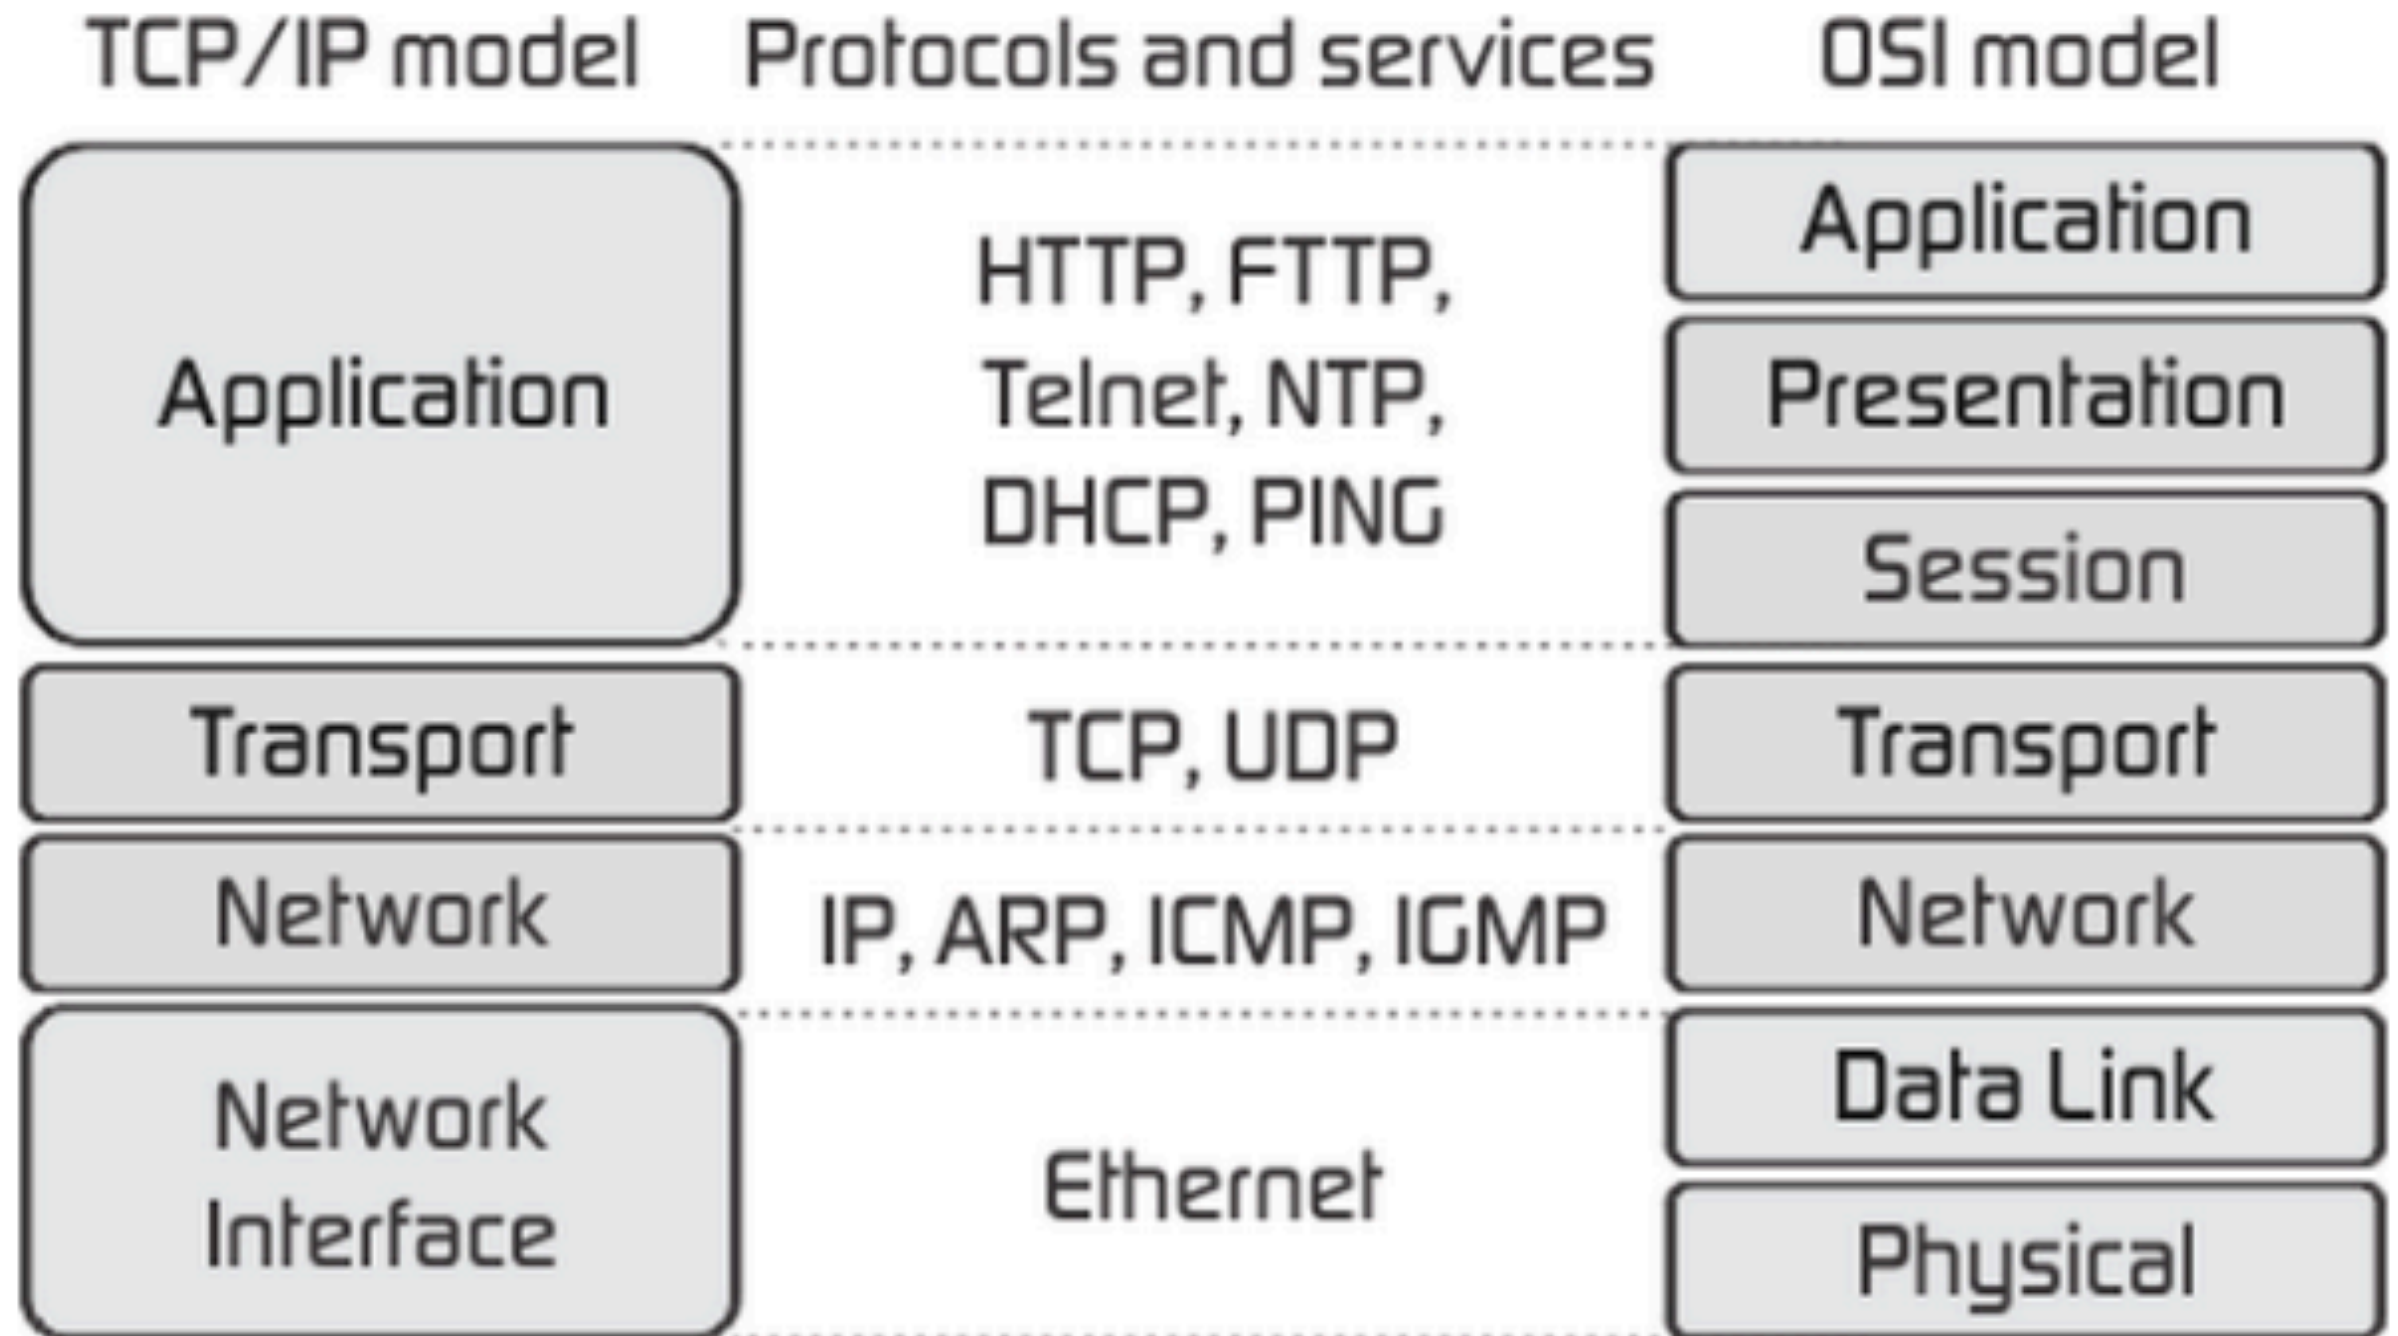 TCP/IP model
Protocols and services
OSI model
Application
HTTP, FTTP,
Telnet, NTP,
DHCP, PING
Application
Presentation
Session
Transport
TCP, UDP
Transport
Network
IP, ARP, ICMP, IGMP
Network
Network
Interface
Ethernet
Data Link
Physical